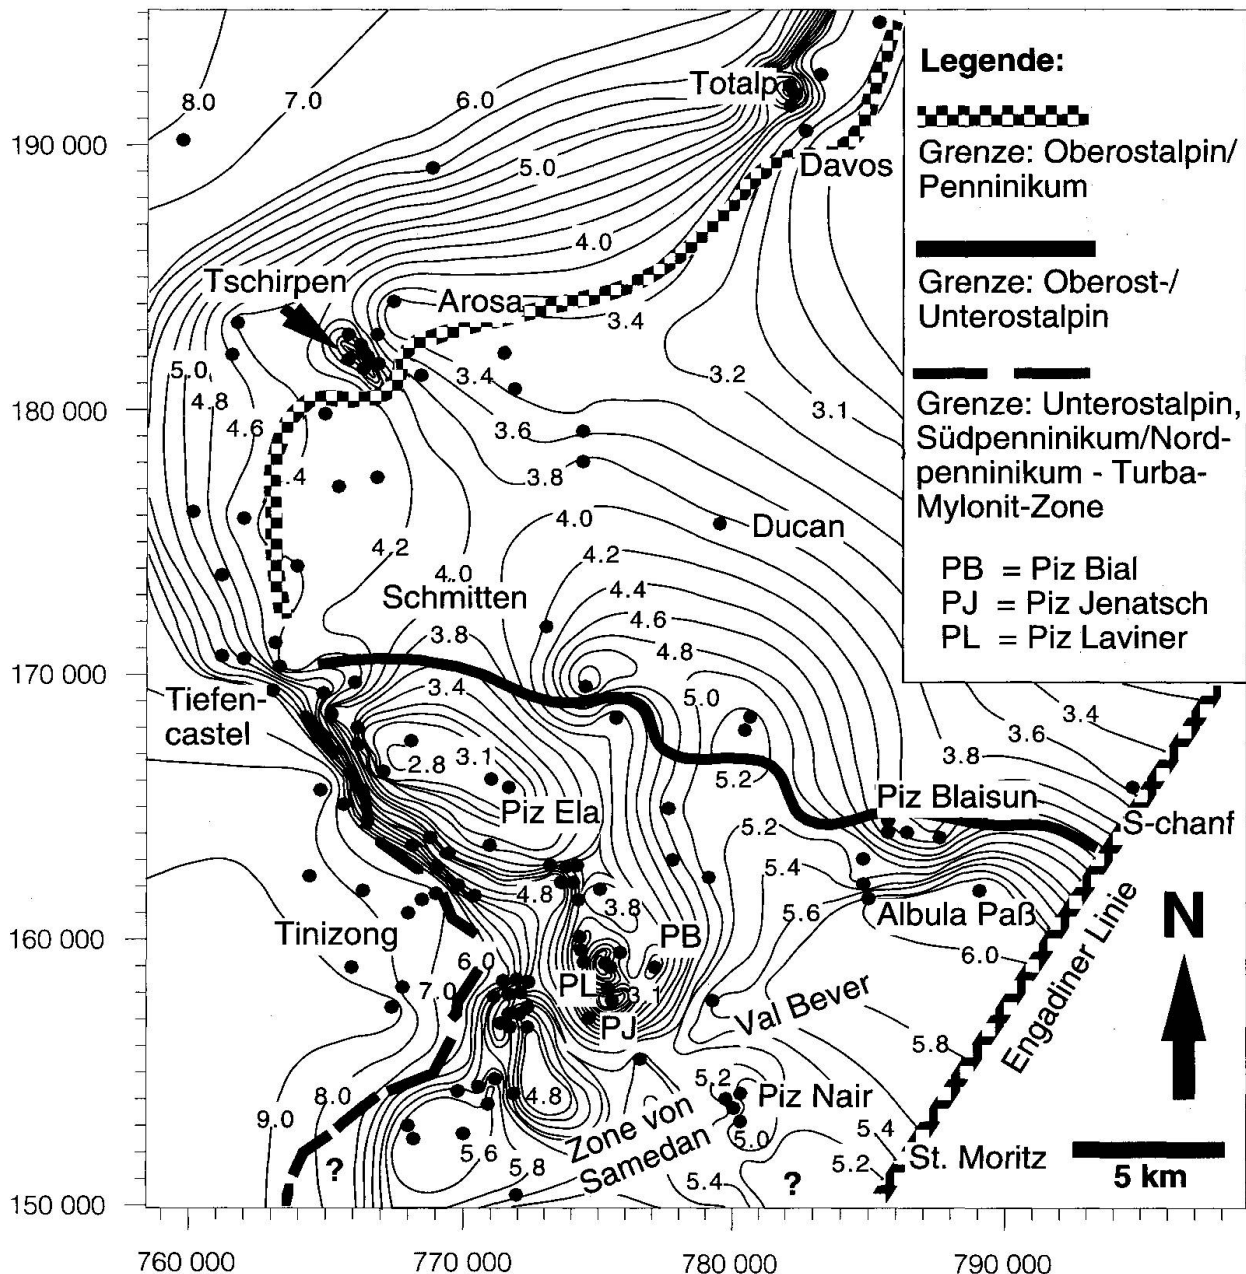 8.0
7.0
6.0
Totalp
190 000
5.0
Davos
4.0
Tschirpen
Arosa
3.4
3.2
5.0
3.4
180 000
4.8
3.1
4.6
3.6
3.8
.4
4.0
Ducan
4.2
4.2
4.0
4.4
Schmitten
3.8
4.6
4.8
170 000
Tiefen-
castel
3.4
5.0
3.4
3.1
3.6
2.8
3.8
5.2
Piz Ela
Piz Blaisun
5.2
S-chanf
5.4
4.8
3.8
5.6
Albula Paß
Tinizong
PB
160 000
6.0
6.0
7.0
PL
3.1
Val Bever
PJ
5.8
Engadiner Linie
N
5.2
Piz Nair
8.0
4.8
9.0
5.0
Zone von
Samedan
5.4
5.6
5.2
St. Moritz
5.8
5.4
?
?
5 km
150 000
760 000
770 000
780 000
790 000
Legende:
Grenze: Oberostalpin/
Penninikum
Grenze: Oberost-/
Unterostalpin
Grenze: Unterostalpin,
Südpenninikum/Nord-
penninikum - Turba-
Mylonit-Zone
PB = Piz Bial
PJ = Piz Jenatsch
PL = Piz Laviner